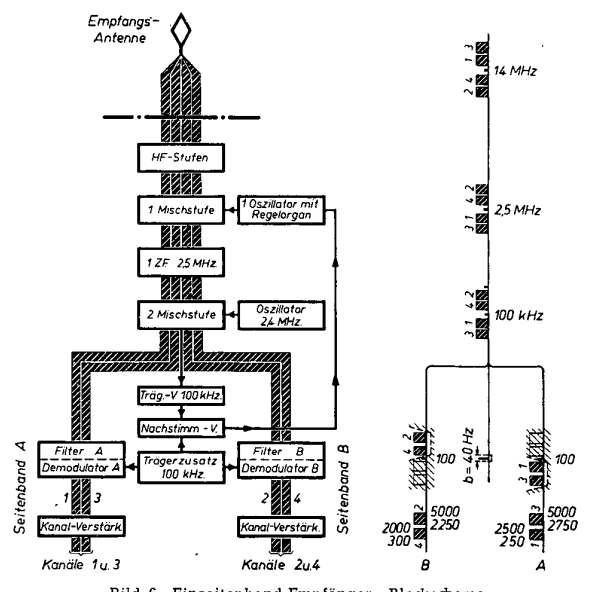 Empfangs-
Antenne
HF-Stufen
1 Mischstufe
1 Oszillator mit
Regelorgan
1 ZF 2,5 MHz.
2 Mischstufe
Oszillator
2,4 MHz.
Träg.-V 100 kHz.
Nachstimm-V.
Seitenband A
Filter A
Demodulator A
Trägerzusatz
100 kHz.
Filter B
Demodulator B
Seitenband B
1 3
2 4
Kanal-Verstärk.
Kanal-Verstärk.
Kanäle 1 u. 3
Kanäle 2 u. 4
2 4 1 3
14 MHz
3 1 4 2
2,5 MHz
3 1 4 2
100 kHz
4 2
100
b = 40 Hz
3 1
100
4 2
5000
2250
2000
300
1 3
5000
2750
2500
250
B
A
Bild 6. Einseitenband-Empfänger, Blockschema